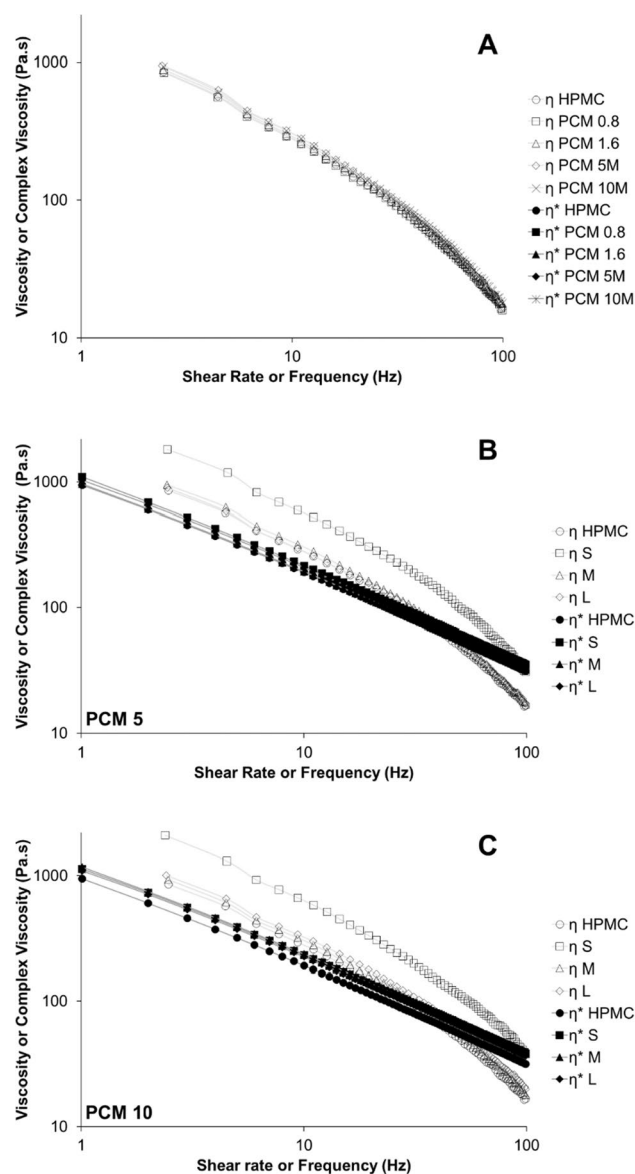 A
Viscosity or Complex Viscosity (Pa.s)
1000
100
10
1
10
100
Shear Rate or Frequency (Hz)
η HPMC
η PCM 0.8
η PCM 1.6
η PCM 5M
η PCM 10M
η* HPMC
η* PCM 0.8
η* PCM 1.6
η* PCM 5M
η* PCM 10M
B
Viscosity or Complex Viscosity (Pa.s)
1000
100
10
PCM 5
1
10
100
Shear Rate or Frequency (Hz)
η HPMC
η S
η M
η L
η* HPMC
η* S
η* M
η* L
C
Viscosity or Complex Viscosity (Pa.s)
1000
100
10
PCM 10
1
10
100
Shear rate or Frequency (Hz)
η HPMC
η S
η M
η L
η* HPMC
η* S
η* M
η* L